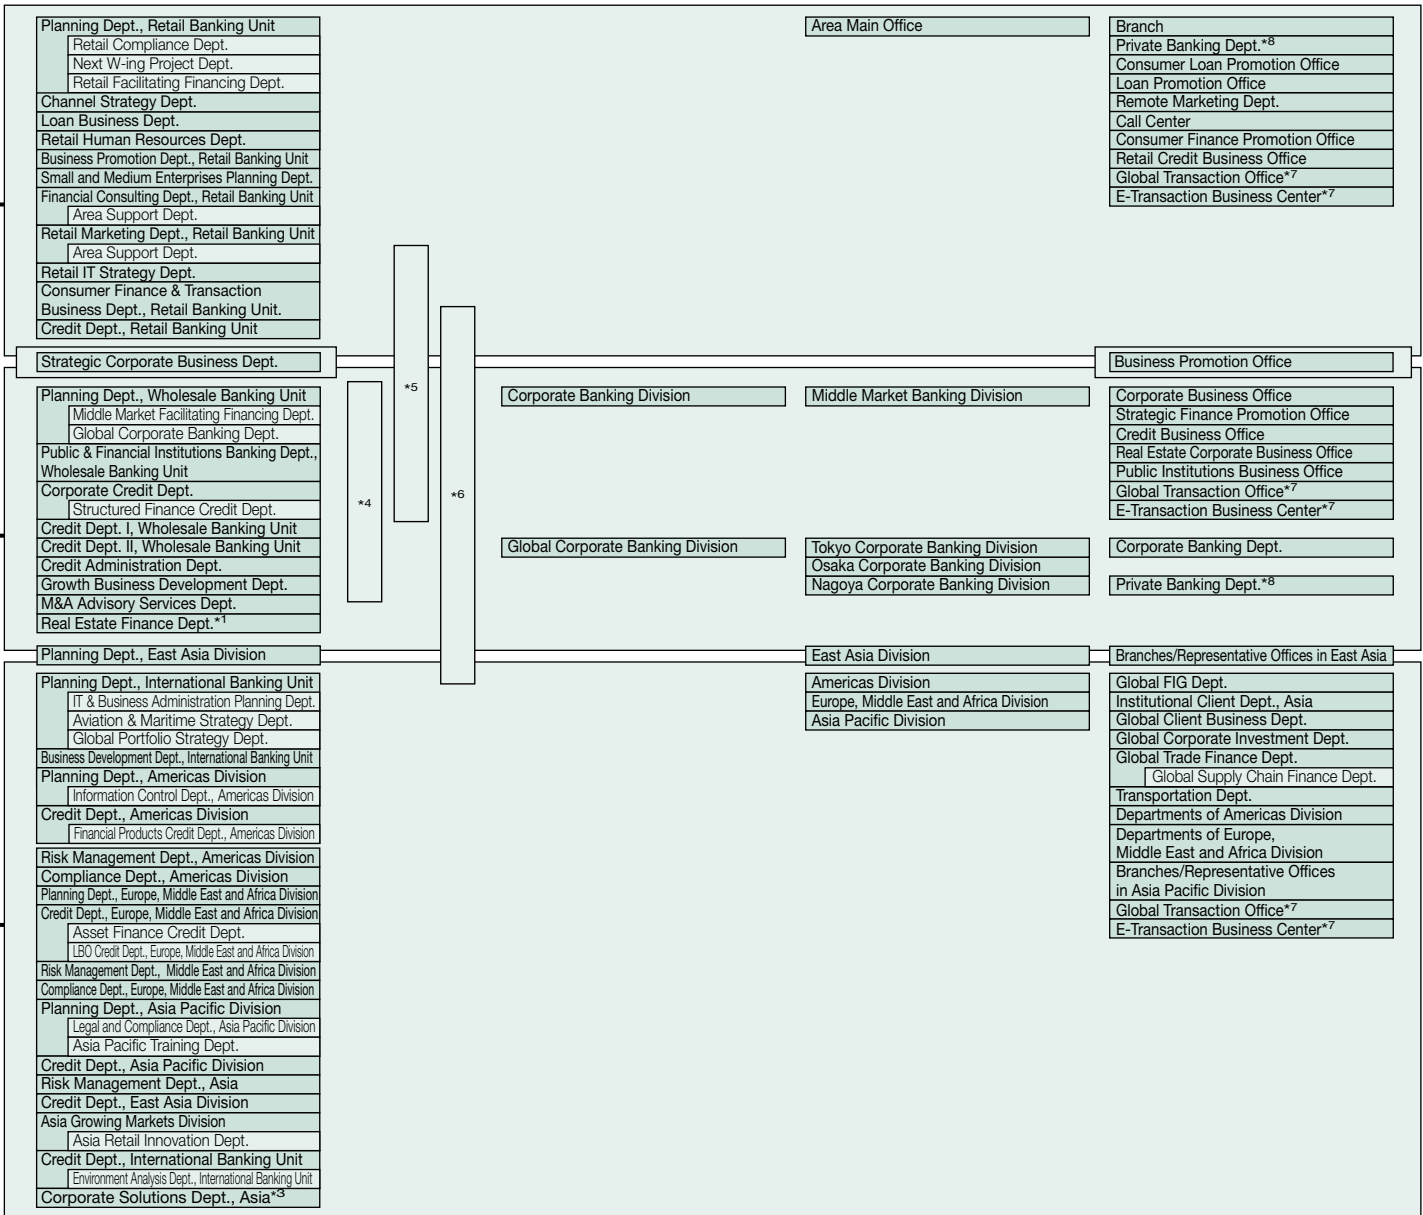 Planning Dept., Retail Banking Unit
Retail Compliance Dept.
Next W-ing Project Dept.
Retail Facilitating Financing Dept.
Channel Strategy Dept.
Loan Business Dept.
Retail Human Resources Dept.
Business Promotion Dept., Retail Banking Unit
Small and Medium Enterprises Planning Dept.
Financial Consulting Dept., Retail Banking Unit
Area Support Dept.
Retail Marketing Dept., Retail Banking Unit
Area Support Dept.
Retail IT Strategy Dept.
Consumer Finance & Transaction
Business Dept., Retail Banking Unit.
Credit Dept., Retail Banking Unit
Area Main Office
Branch
Private Banking Dept.*8
Consumer Loan Promotion Office
Loan Promotion Office
Remote Marketing Dept.
Call Center
Consumer Finance Promotion Office
Retail Credit Business Office
Global Transaction Office*7
E-Transaction Business Center*7
Strategic Corporate Business Dept.
Business Promotion Office
Planning Dept., Wholesale Banking Unit
Middle Market Facilitating Financing Dept.
Global Corporate Banking Dept.
Public & Financial Institutions Banking Dept.,
Wholesale Banking Unit
Corporate Credit Dept.
Structured Finance Credit Dept.
Credit Dept. I, Wholesale Banking Unit
Credit Dept. II, Wholesale Banking Unit
Credit Administration Dept.
Growth Business Development Dept.
M&A Advisory Services Dept.
Real Estate Finance Dept.*1
*4
*5
*6
Corporate Banking Division
Global Corporate Banking Division
Middle Market Banking Division
Tokyo Corporate Banking Division
Osaka Corporate Banking Division
Nagoya Corporate Banking Division
Corporate Business Office
Strategic Finance Promotion Office
Credit Business Office
Real Estate Corporate Business Office
Public Institutions Business Office
Global Transaction Office*7
E-Transaction Business Center*7
Corporate Banking Dept.
Private Banking Dept.*8
Planning Dept., East Asia Division
East Asia Division
Branches/Representative Offices in East Asia
Planning Dept., International Banking Unit
IT & Business Administration Planning Dept.
Aviation & Maritime Strategy Dept.
Global Portfolio Strategy Dept.
Business Development Dept., International Banking Unit
Planning Dept., Americas Division
Information Control Dept., Americas Division
Credit Dept., Americas Division
Financial Products Credit Dept., Americas Division
Risk Management Dept., Americas Division
Compliance Dept., Americas Division
Planning Dept., Europe, Middle East and Africa Division
Credit Dept., Europe, Middle East and Africa Division
Asset Finance Credit Dept.
LBO Credit Dept., Europe, Middle East and Africa Division
Risk Management Dept., Middle East and Africa Division
Compliance Dept., Europe, Middle East and Africa Division
Planning Dept., Asia Pacific Division
Legal and Compliance Dept., Asia Pacific Division
Asia Pacific Training Dept.
Credit Dept., Asia Pacific Division
Risk Management Dept., Asia
Credit Dept., East Asia Division
Asia Growing Markets Division
Asia Retail Innovation Dept.
Credit Dept., International Banking Unit
Environment Analysis Dept., International Banking Unit
Corporate Solutions Dept., Asia*3
Americas Division
Europe, Middle East and Africa Division
Asia Pacific Division
Global FIG Dept.
Institutional Client Dept., Asia
Global Client Business Dept.
Global Corporate Investment Dept.
Global Trade Finance Dept.
Global Supply Chain Finance Dept.
Transportation Dept.
Departments of Americas Division
Departments of Europe,
Middle East and Africa Division
Branches/Representative Offices
in Asia Pacific Division
Global Transaction Office*7
E-Transaction Business Center*7